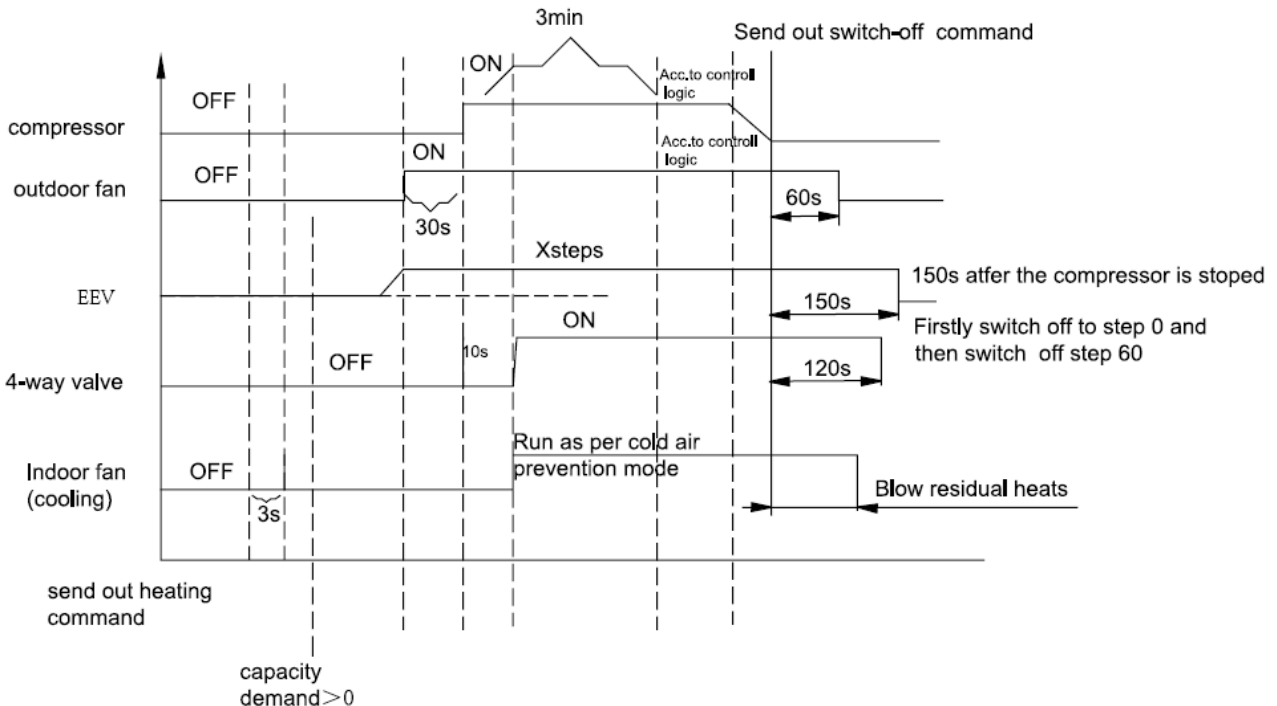 3min
Send out switch-off command
ON
Acc.to controll
logic
OFF
compressor
ON
Acc.to controll
logic
OFF
outdoor fan
60s
30s
Xsteps
150s atfer the compressor is stoped
EEV
150s
ON
Firstly switch off to step 0 and
then switch off step 60
10s
OFF
120s
4-way valve
Run as per cold air
prevention mode
Indoor fan
(cooling)
OFF
Blow residual heats
3s
send out heating
command
capacity
demand>0